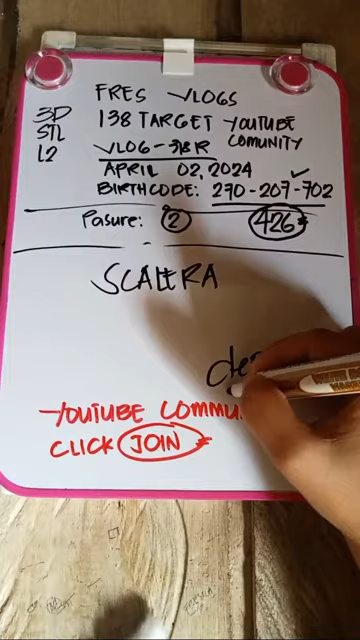 FRES VLOGS
3D
STL
L2
138 TARGET YOUTUBE COMUNITY
VLOG-
APRIL 02, 2024
BIRTHCODE: 270-207-702
Pasure: 2 426
SCALERA
YOUTUBE COMMU
CLICK JOIN